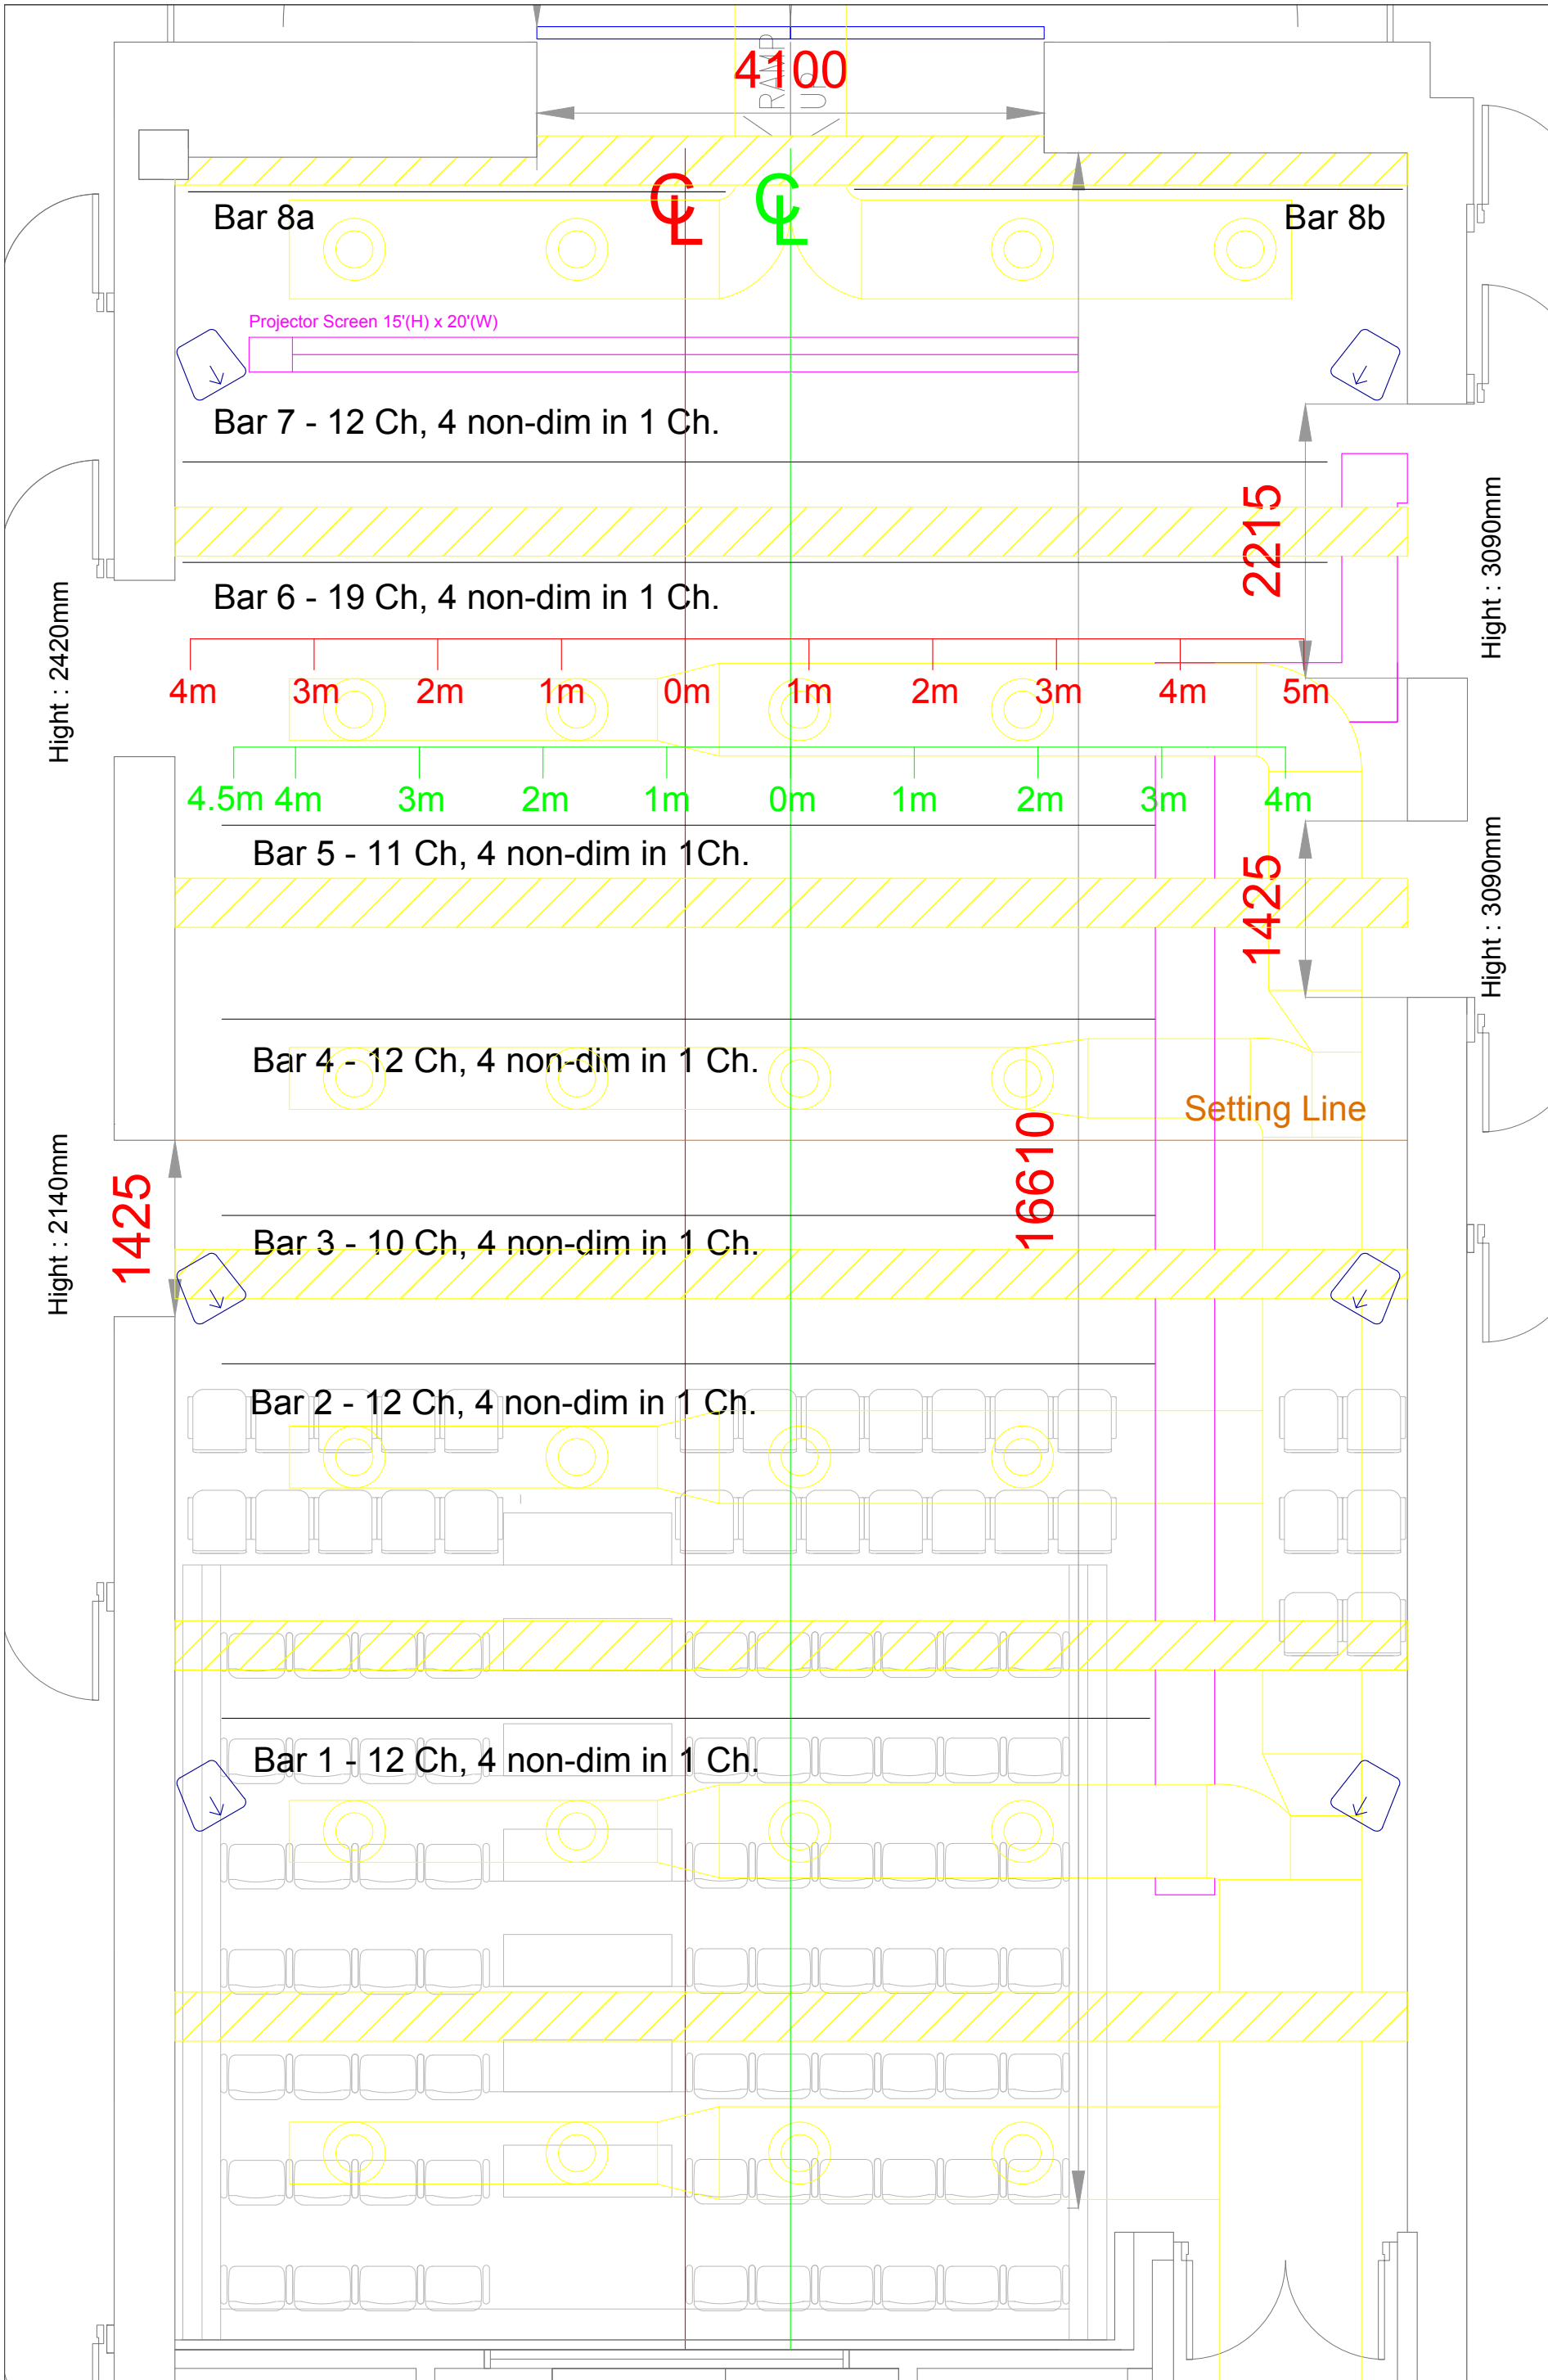 4100
RAMP
UP
CL
CL
Bar 8a
Bar 8b
Projector Screen 15'(H) x 20'(W)
Bar 7 - 12 Ch, 4 non-dim in 1 Ch.
2215
Hight : 3090mm
Bar 6 - 19 Ch, 4 non-dim in 1 Ch.
Hight : 2420mm
4m 3m 2m 1m 0m 1m 2m 3m 4m 5m
4.5m 4m 3m 2m 1m 0m 1m 2m 3m 4m
Bar 5 - 11 Ch, 4 non-dim in 1Ch.
1425
Hight : 3090mm
Bar 4 - 12 Ch, 4 non-dim in 1 Ch.
Setting Line
16610
Hight : 2140mm
1425
Bar 3 - 10 Ch, 4 non-dim in 1 Ch.
Bar 2 - 12 Ch, 4 non-dim in 1 Ch.
Bar 1 - 12 Ch, 4 non-dim in 1 Ch.